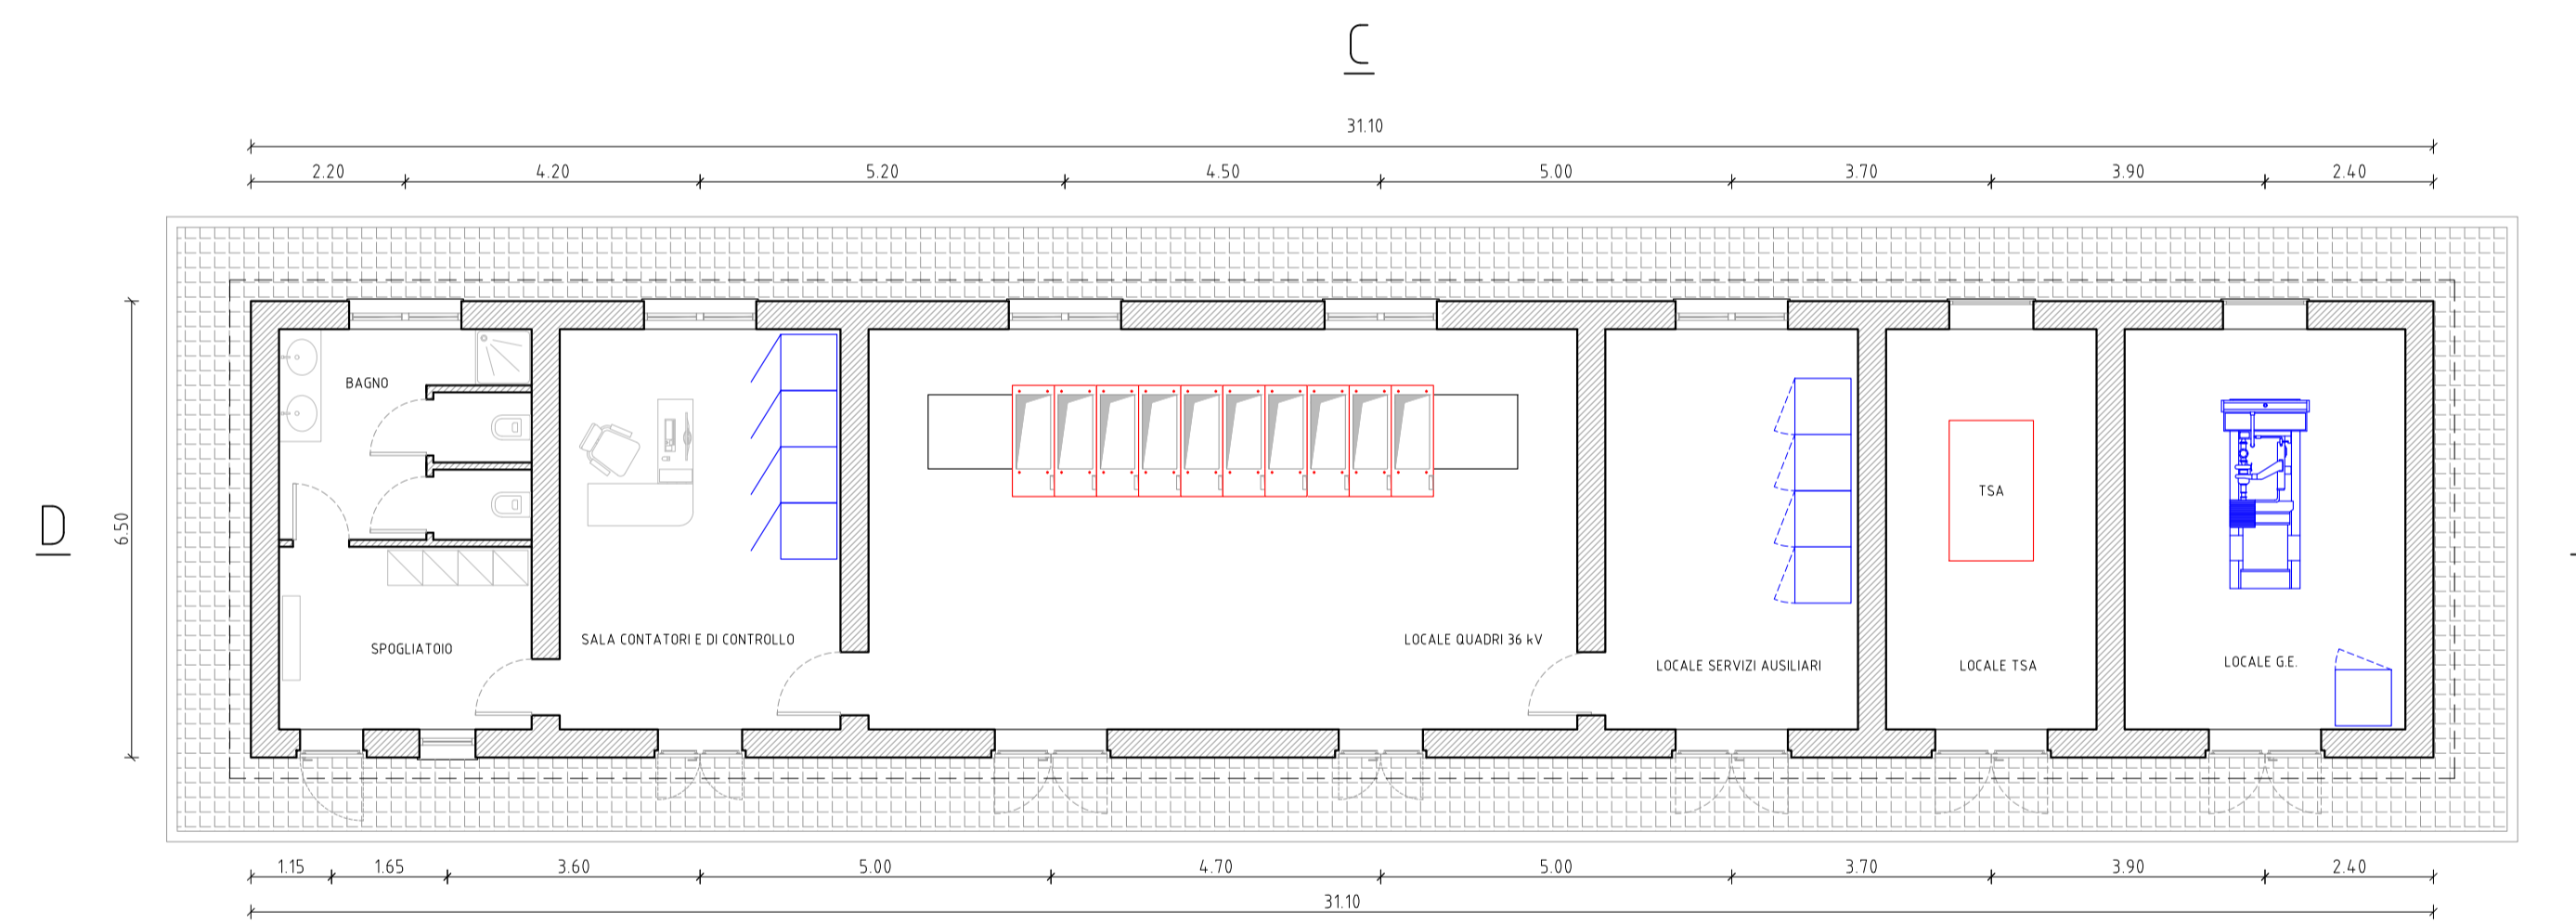 C
31.10
2.20 4.20 5.20 4.50 5.00 3.70 3.90 2.40
BAGNO
TSA
D
6.50
SPOGLIATOIO
SALA CONTATORI E DI CONTROLLO
LOCALE QUADRI 36 kV
LOCALE SERVIZI AUSILIARI
LOCALE TSA
LOCALE G.E.
1.15 1.65 3.60 5.00 4.70 5.00 3.70 3.90 2.40
31.10